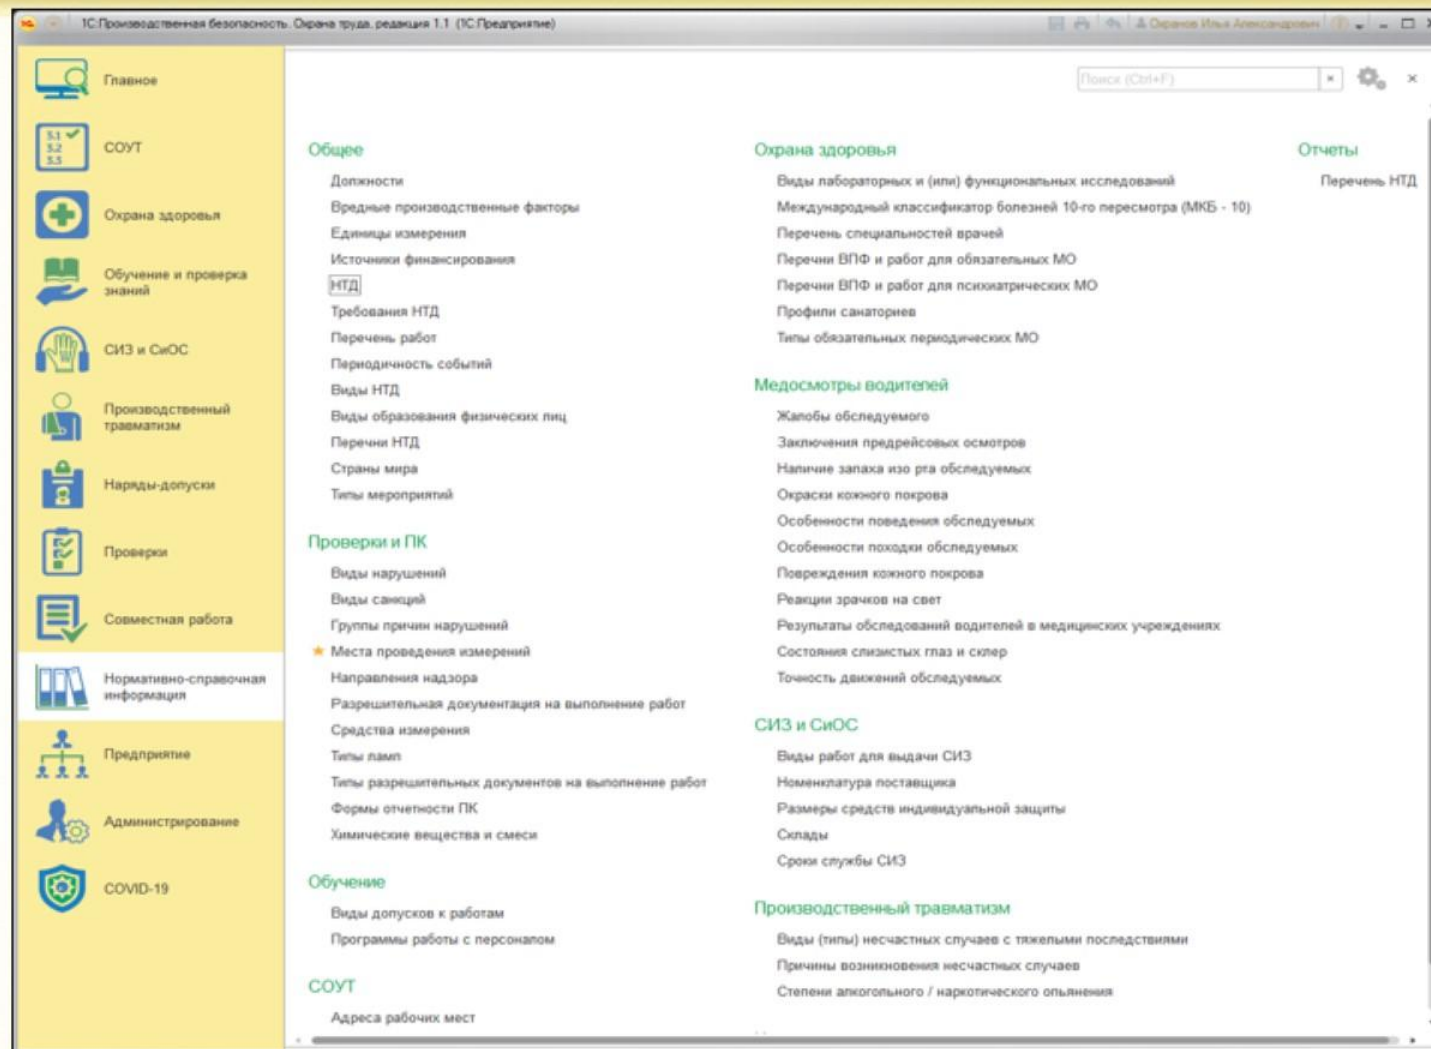 1С:Производственная безопасность. Охрана труда, редакция 1.1 (1С:Предприятие)
Охранов Илья Александрович
Главное
СОУТ
Охрана здоровья
Обучение и проверка
знаний
СИЗ и СиОС
Производственный
травматизм
Наряды-допуски
Проверки
Совместная работа
Нормативно-справочная
информация
Предприятие
Администрирование
COVID-19
Поиск (Ctrl+F)
Общее
Должности
Вредные производственные факторы
Единицы измерения
Источники финансирования
НТД
Требования НТД
Перечень работ
Периодичность событий
Виды НТД
Виды образования физических лиц
Перечни НТД
Страны мира
Типы мероприятий
Проверки и ПК
Виды нарушений
Виды санкций
Группы причин нарушений
Места проведения измерений
Направления надзора
Разрешительная документация на выполнение работ
Средства измерения
Типы ламп
Типы разрешительных документов на выполнение работ
Формы отчетности ПК
Химические вещества и смеси
Обучение
Виды допусков к работам
Программы работы с персоналом
СОУТ
Адреса рабочих мест
Охрана здоровья
Виды лабораторных и (или) функциональных исследований
Международный классификатор болезней 10-го пересмотра (МКБ - 10)
Перечень специальностей врачей
Перечни ВПФ и работ для обязательных МО
Перечни ВПФ и работ для психиатрических МО
Профили санаториев
Типы обязательных периодических МО
Медосмотры водителей
Жалобы обследуемого
Заключения предрейсовых осмотров
Наличие запаха изо рта обследуемых
Окраски кожного покрова
Особенности поведения обследуемых
Особенности походки обследуемых
Повреждения кожного покрова
Реакции зрачков на свет
Результаты обследований водителей в медицинских учреждениях
Состояния слизистых глаз и склер
Точность движений обследуемых
СИЗ и СиОС
Виды работ для выдачи СИЗ
Номенклатура поставщика
Размеры средств индивидуальной защиты
Склады
Сроки службы СИЗ
Производственный травматизм
Виды (типы) несчастных случаев с тяжелыми последствиями
Причины возникновения несчастных случаев
Степени алкогольного / наркотического опьянения
Отчеты
Перечень НТД